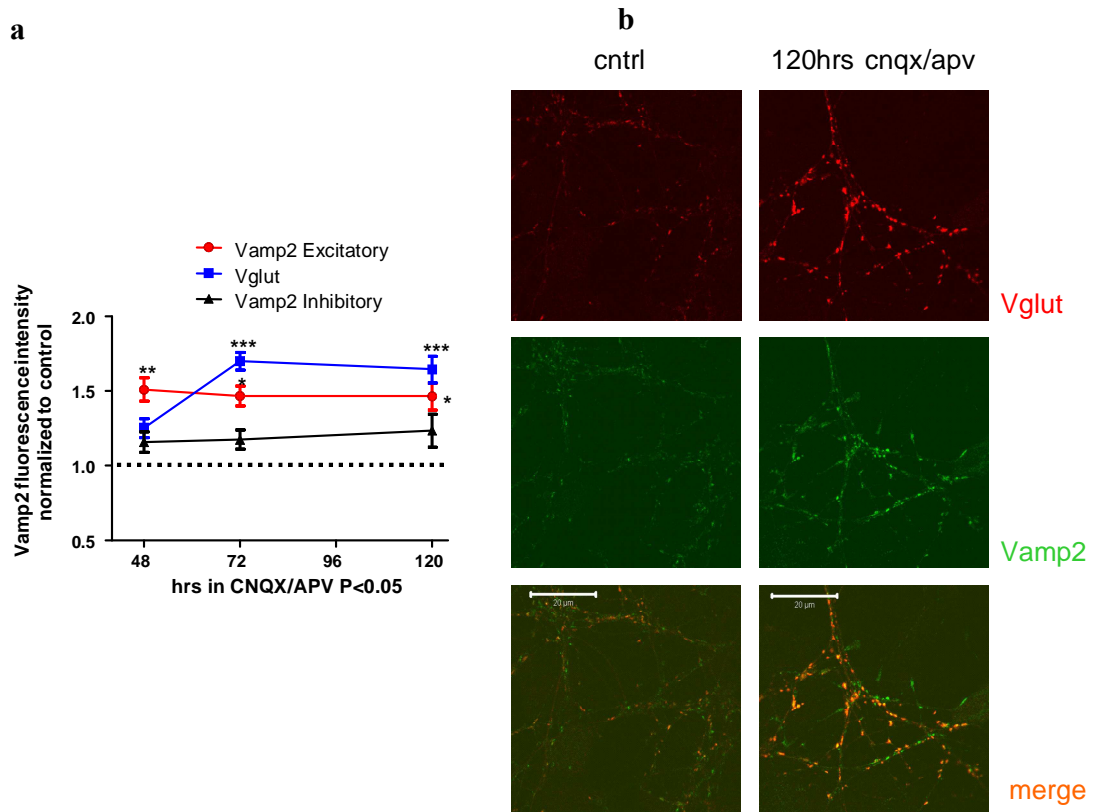 a
b
cntrl
120hrs cnqx/apv
Vglut
Vamp2
20 µm
20 µm
merge
Vamp2 Excitatory
Vglut
Vamp2 Inhibitory
Vamp2 fluorescence intensity
normalized to control
2.0
1.5
1.0
0.5
**
***
*
***
*
48
72
96
120
hrs in CNQX/APV P<0.05